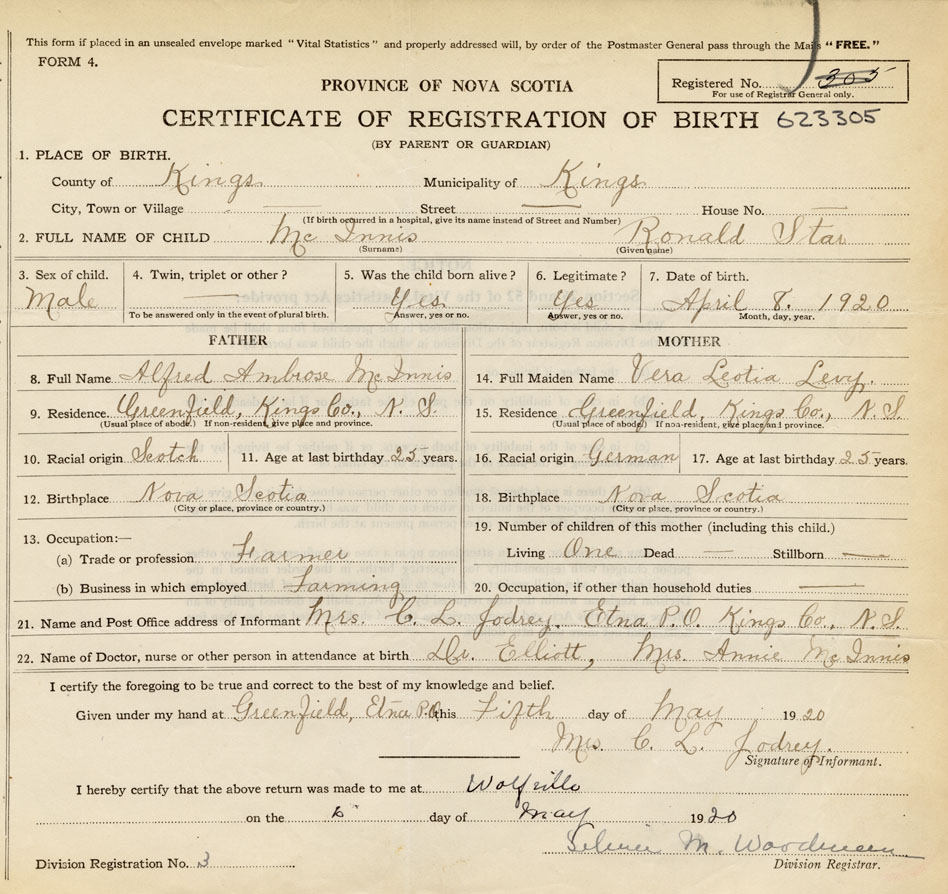 This form if placed in an unsealed envelope marked "Vital Statistics" and properly addressed will, by order of the Postmaster General pass through the Mails "FREE."
FORM 4.
PROVINCE OF NOVA SCOTIA
Registered No. 305
For use of Registrar General only.
CERTIFICATE OF REGISTRATION OF BIRTH 623305
(BY PARENT OR GUARDIAN)
1. PLACE OF BIRTH.
County of Kings Municipality of Kings
City, Town or Village — Street — House No. —
(If birth occurred in a hospital, give its name instead of Street and Number)
2. FULL NAME OF CHILD Mc Innis Ronald Star
(Surname) (Given name)
3. Sex of child. 4. Twin, triplet or other? 5. Was the child born alive? 6. Legitimate? 7. Date of birth.
Male — Yes. Yes April 8. 1920
To be answered only in the event of plural birth. Answer, yes or no. Answer, yes or no. Month, day, year.
FATHER MOTHER
8. Full Name Alfred Ambrose Mc Innis 14. Full Maiden Name Vera Leotia Levy.
9. Residence. Greenfield, Kings Co., N. S. 15. Residence Greenfield, Kings Co., N. S.
(Usual place of abode.) If non-resident, give place and province. (Usual place of abode) If non-resident, give place and province.
10. Racial origin Scotch 11. Age at last birthday 25 years. 16. Racial origin German 17. Age at last birthday 25 years.
12. Birthplace Nova Scotia 18. Birthplace Nova Scotia
(City or place, province or country.) (City or place, province or country.)
13. Occupation:— 19. Number of children of this mother (including this child.)
(a) Trade or profession Farmer Living One Dead — Stillborn —
(b) Business in which employed Farming 20. Occupation, if other than household duties —
21. Name and Post Office address of Informant Mrs. C. L. Jodrey. Etna P.O. Kings Co., N.S.
22. Name of Doctor, nurse or other person in attendance at birth Dr. Elliott, Mrs. Annie Mc Innis
I certify the foregoing to be true and correct to the best of my knowledge and belief.
Given under my hand at Greenfield, Etna P.O. this Fifth day of May 1920
Mrs. C. L. Jodrey.
Signature of Informant.
I hereby certify that the above return was made to me at Wolfville
on the 6" day of May 1920
M. Woodman
Division Registration No. 3 Division Registrar.